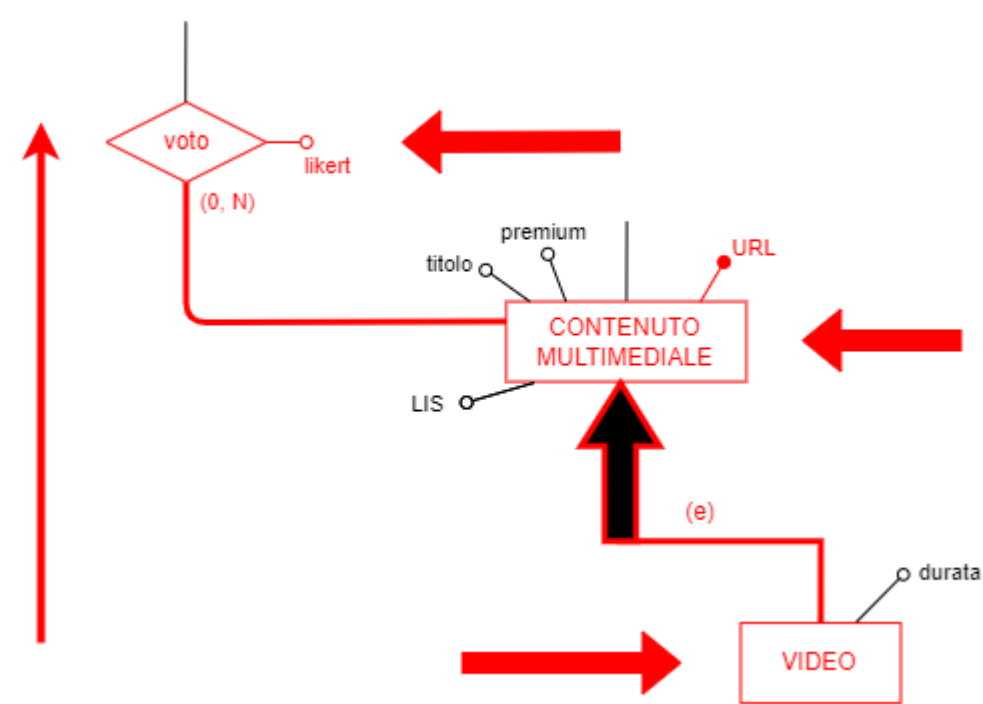 voto
likert
(0, N)
premium
URL
titolo
CONTENUTO
MULTIMEDIALE
LIS
(e)
durata
VIDEO